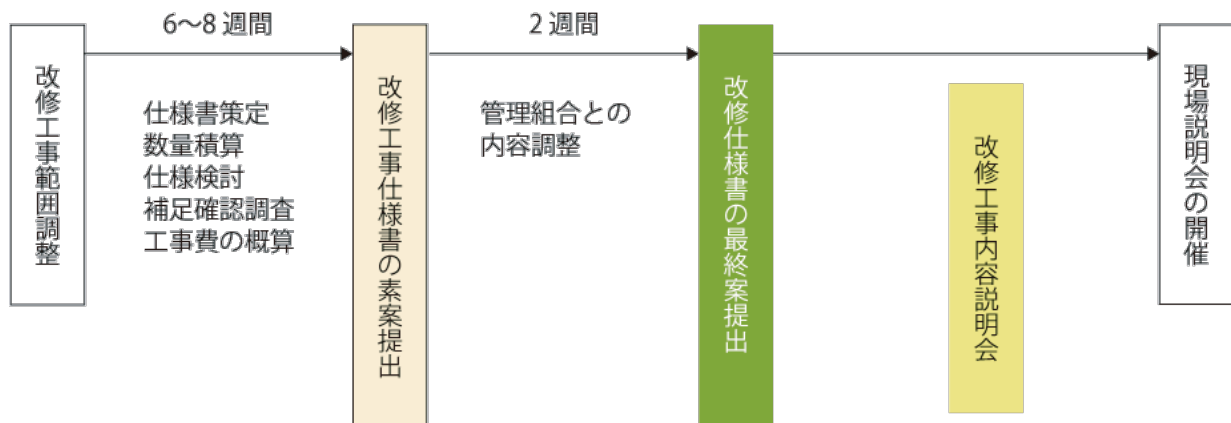 改修工事範囲調整
6〜8 週間
仕様書策定
数量積算
仕様検討
補足確認調査
工事費の概算
改修工事仕様書の素案提出
2 週間
管理組合との
内容調整
改修仕様書の最終案提出
改修工事内容説明会
現場説明会の開催